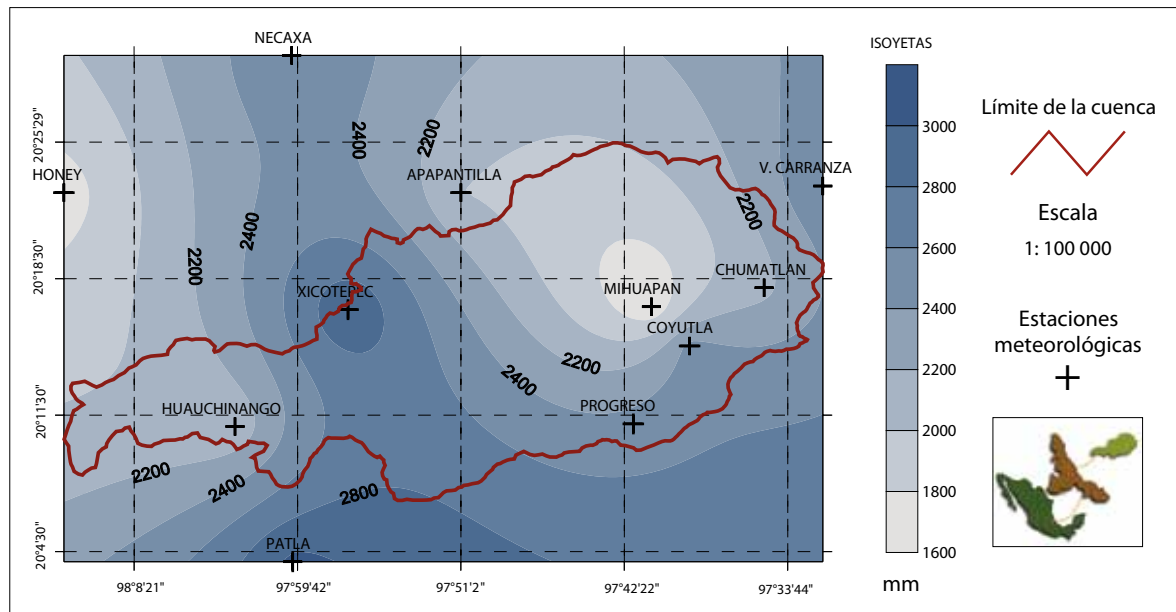 NECAXA
ISOYETAS
20°25'29"
2400
2200
3000
Límite de la cuenca
HONEY
APAPANTILLA
V. CARRANZA
2800
2200
Escala
2400
2600
1: 100 000
2200
20°18'30"
CHUMATLAN
2400
XICOTEPEC
MIHUAPAN
Estaciones
meteorológicas
COYUTLA
2200
2200
2400
20°11'30"
HUAUCHINANGO
PROGRESO
2000
2200
2400
2800
1800
20°4'30"
PATLA
1600
98°8'21"
97°59'42"
97°51'2"
97°42'22"
97°33'44"
mm